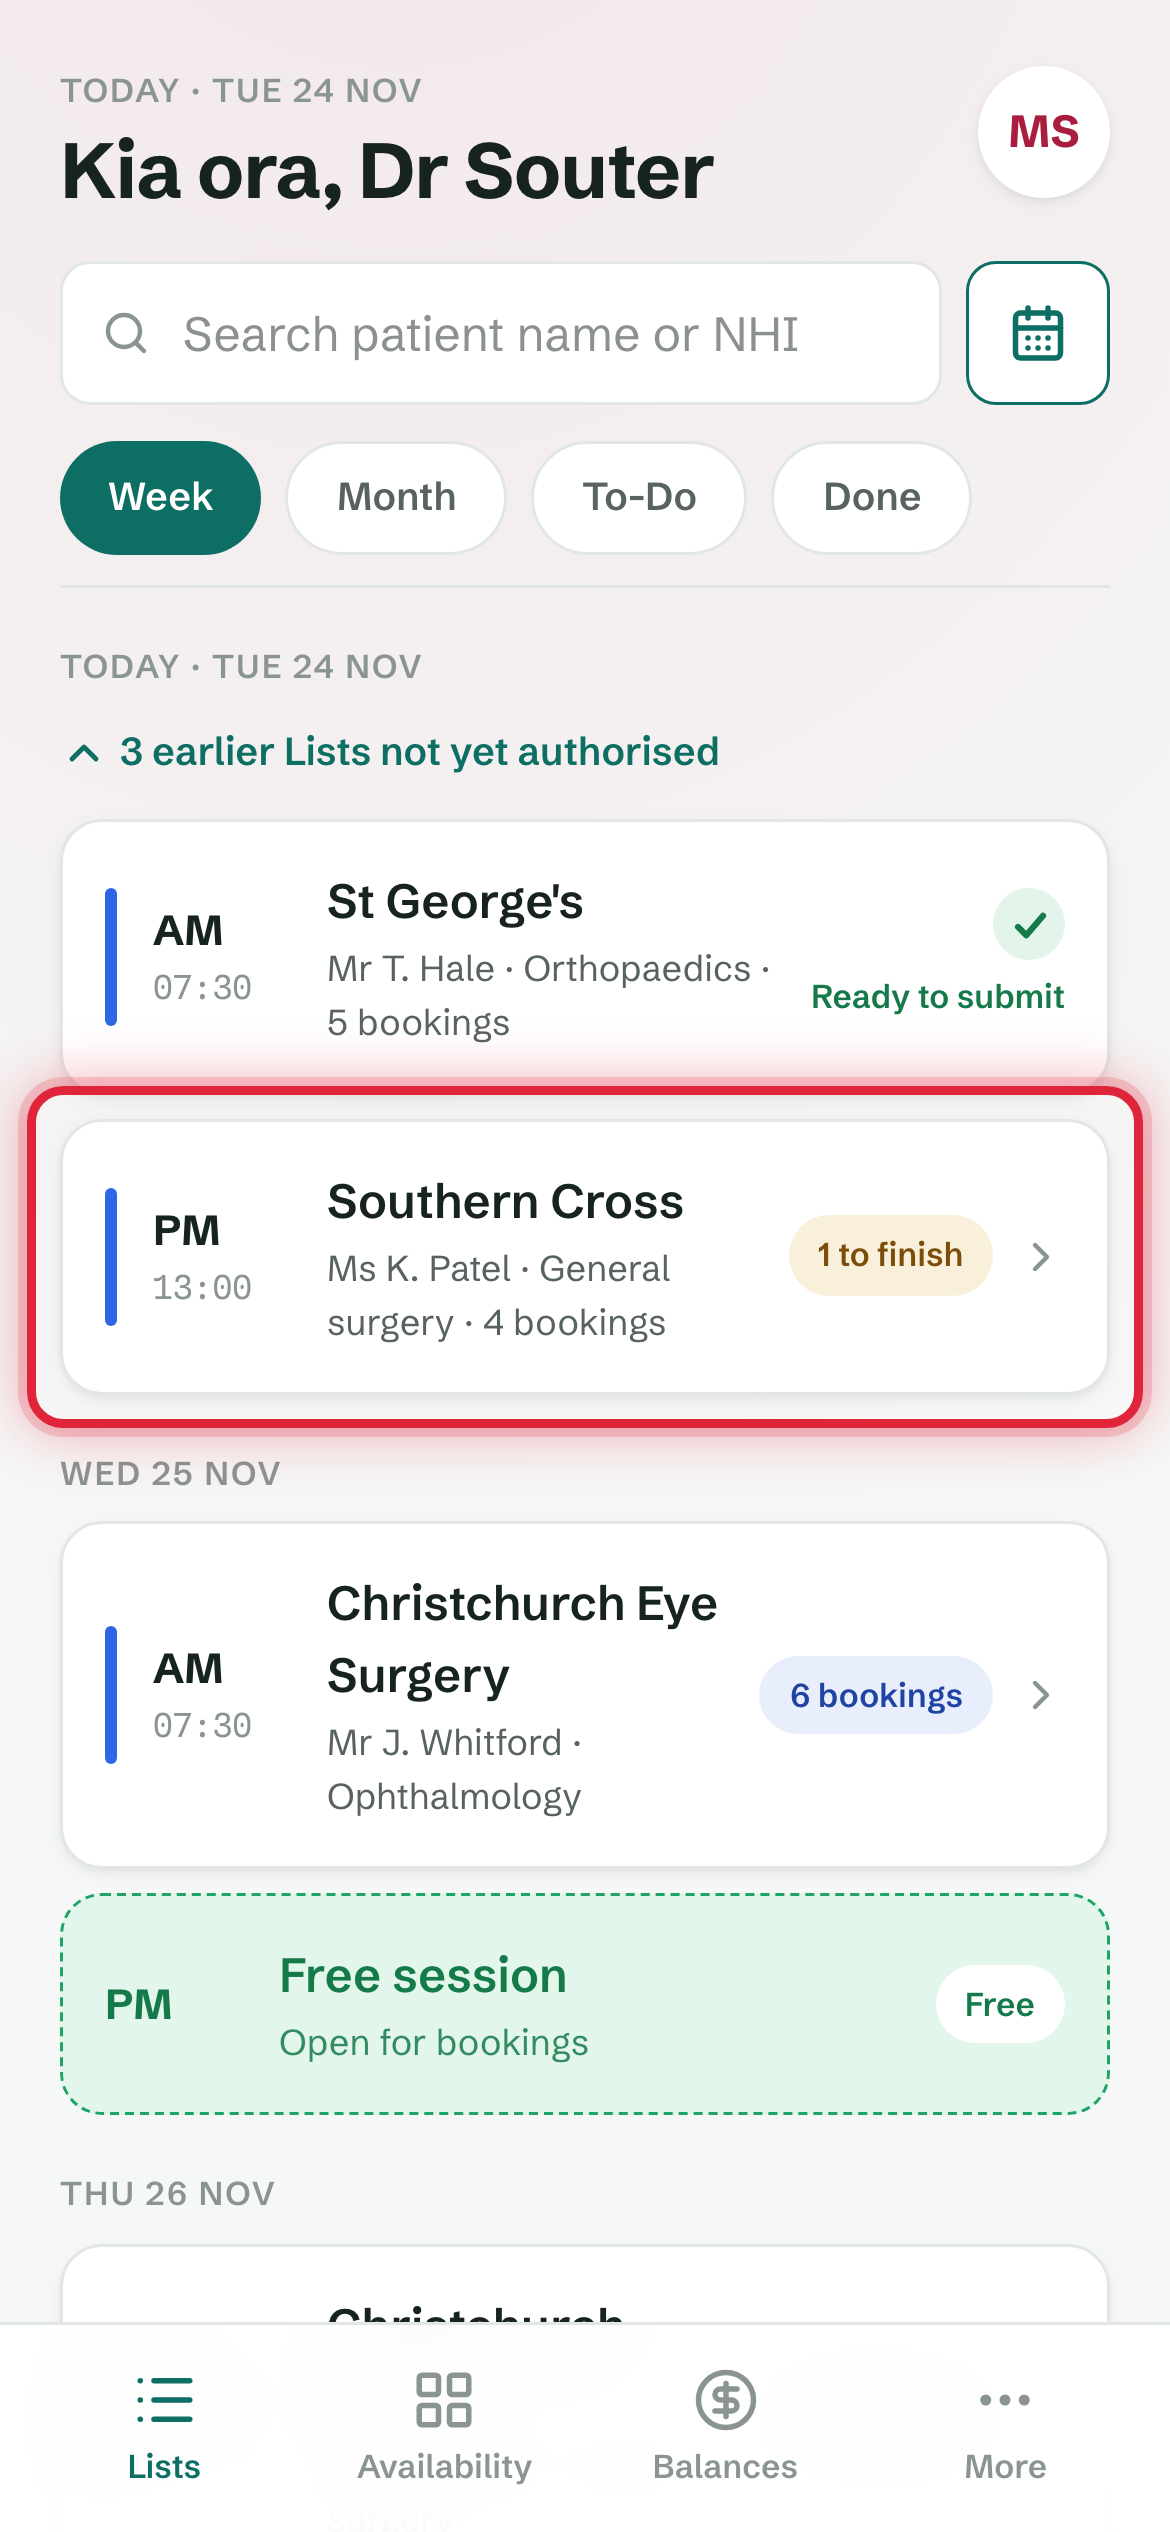 TODAY · TUE 24 NOV
Kia ora, Dr Souter
MS
Search patient name or NHI
Week
Month
To-Do
Done
TODAY · TUE 24 NOV
3 earlier Lists not yet authorised
AM
07:30
St George's
Mr T. Hale · Orthopaedics ·
5 bookings
Ready to submit
PM
13:00
Southern Cross
Ms K. Patel · General
surgery · 4 bookings
1 to finish
WED 25 NOV
AM
07:30
Christchurch Eye
Surgery
Mr J. Whitford ·
Ophthalmology
6 bookings
PM
Free session
Open for bookings
Free
THU 26 NOV
Christchurch
Lists
Availability
Balances
More
surgery